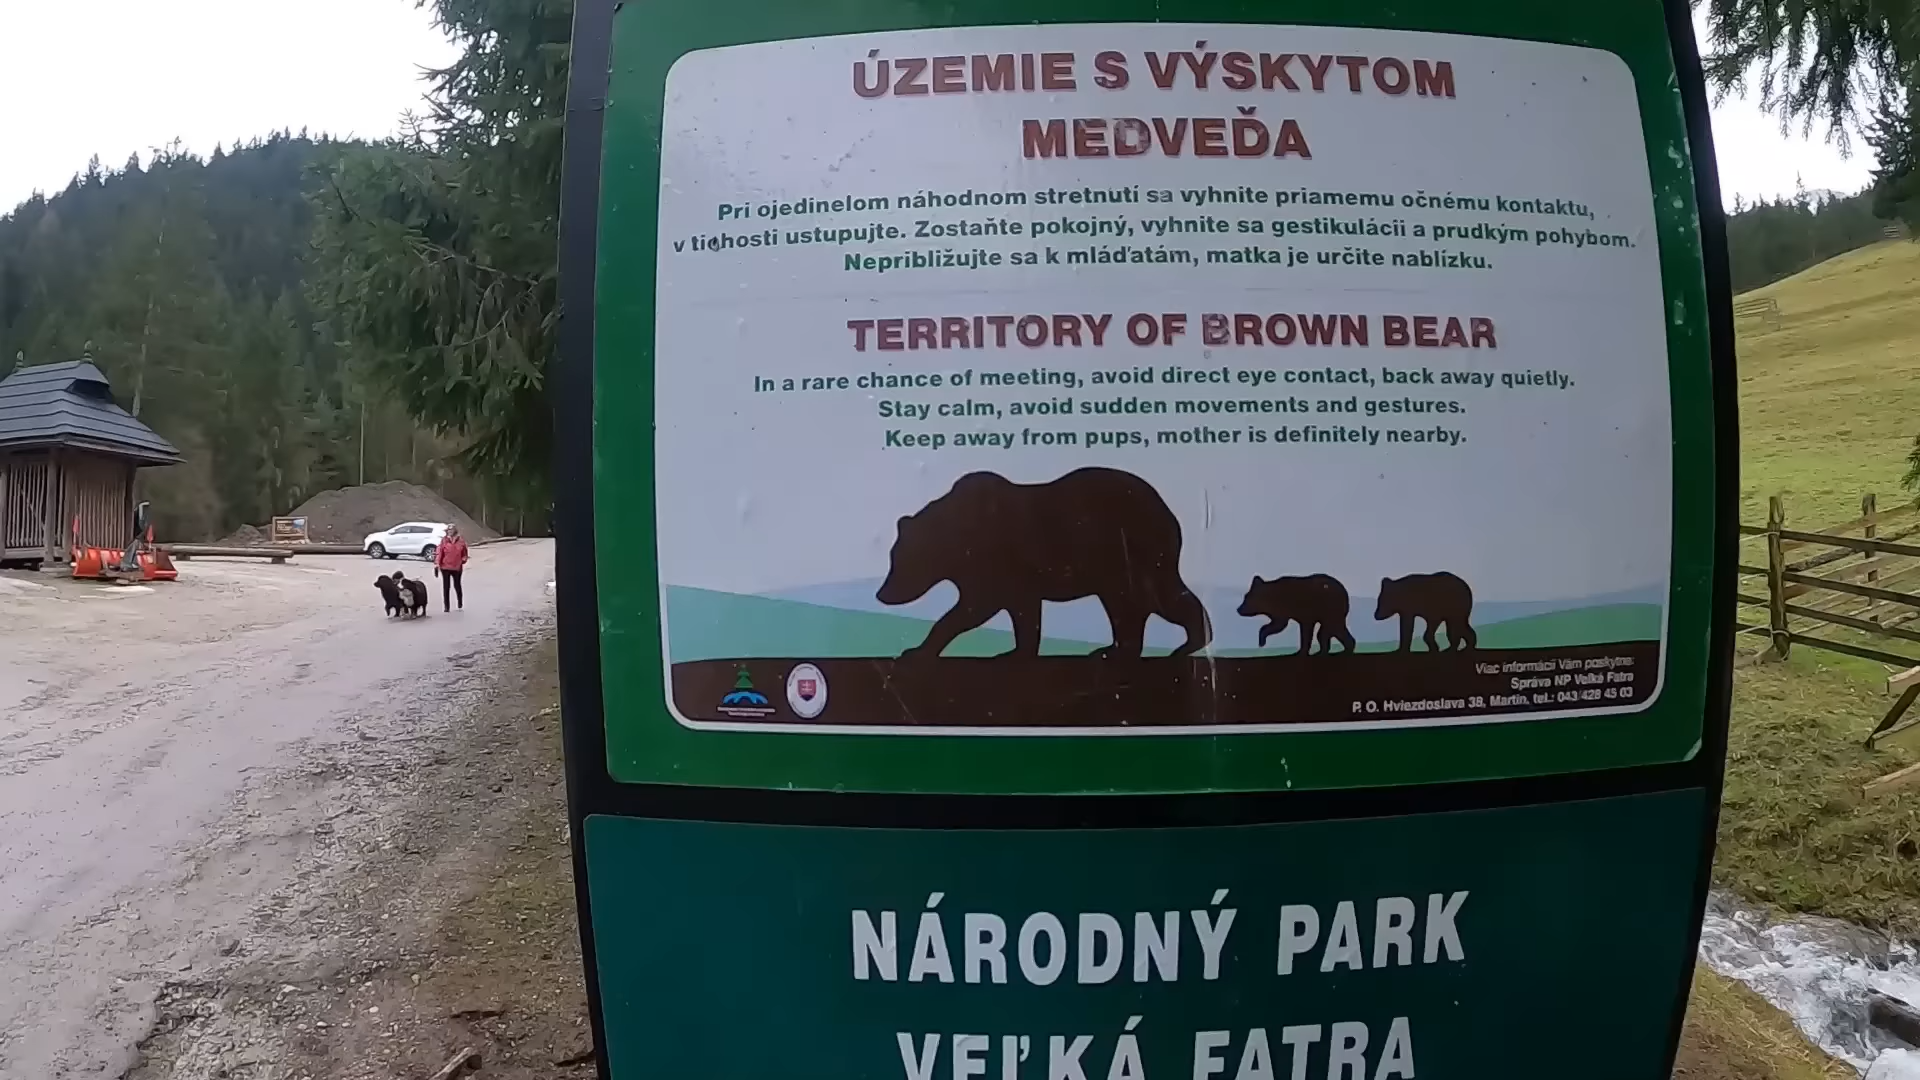 ÚZEMIE S VÝSKYTOM
MEDVEĎA
Pri ojedinelom náhodnom stretnutí sa vyhnite priamemu očnému kontaktu,
v tichosti ustupujte. Zostaňte pokojný, vyhnite sa gestikulácii a prudkým pohybom.
Nepribližujte sa k mláďatám, matka je určite nablízku.
TERRITORY OF BROWN BEAR
In a rare chance of meeting, avoid direct eye contact, back away quietly.
Stay calm, avoid sudden movements and gestures.
Keep away from pups, mother is definitely nearby.
Viac informácií Vám poskytne:
Správa NP Veľká Fatra
P. O. Hviezdoslava 38, Martin, tel.: 043/428 45 03
NÁRODNÝ PARK
VEĽKÁ FATRA